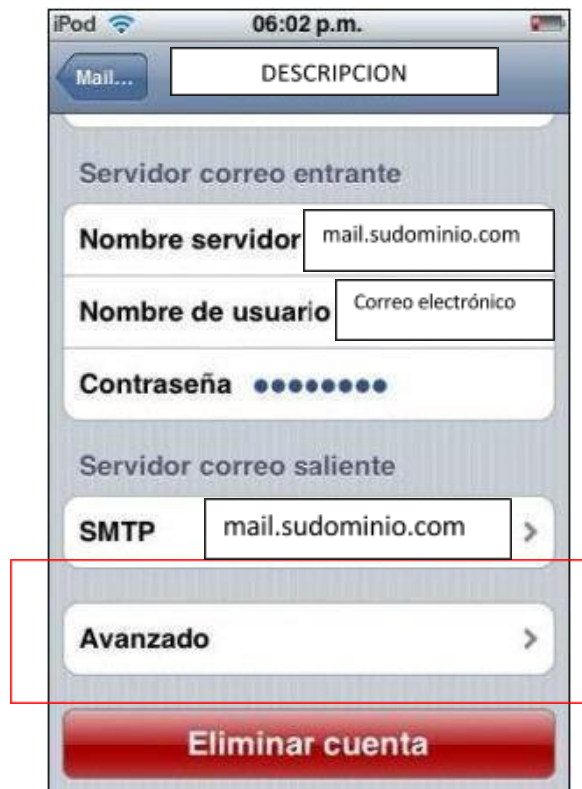 iPod 06:02 p.m.
Mail... DESCRIPCION
Servidor correo entrante
Nombre servidor mail.sudominio.com
Nombre de usuario Correo electrónico
Contraseña ●●●●●●●●
Servidor correo saliente
SMTP mail.sudominio.com
Avanzado
Eliminar cuenta